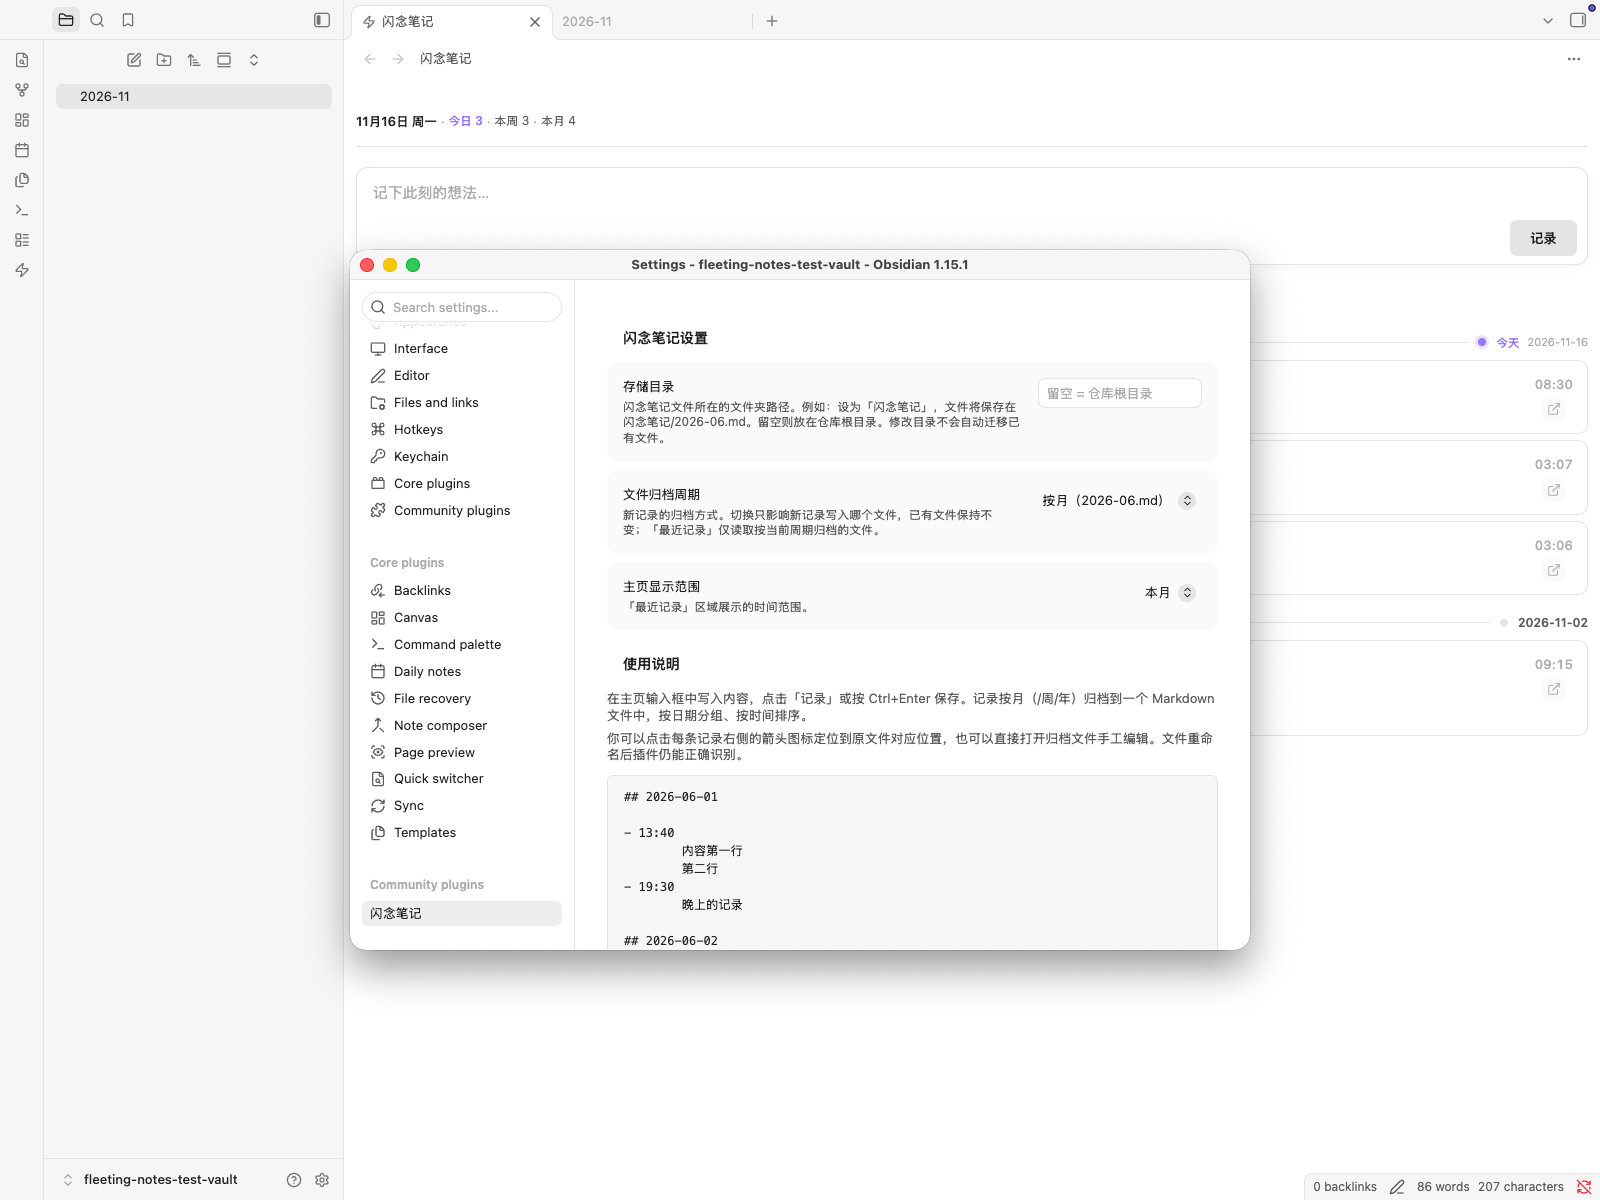 闪念笔记
2026-11
2026-11
闪念笔记
11月16日 周一 · 今日 3 · 本周 3 · 本月 4
记下此刻的想法...
记录
今天 2026-11-16
08:30
03:07
03:06
2026-11-02
09:15
Settings - fleeting-notes-test-vault - Obsidian 1.15.1
Search settings...
Appearance
Interface
Editor
Files and links
Hotkeys
Keychain
Core plugins
Community plugins
Core plugins
Backlinks
Canvas
Command palette
Daily notes
File recovery
Note composer
Page preview
Quick switcher
Sync
Templates
Community plugins
闪念笔记
闪念笔记设置
存储目录
闪念笔记文件所在的文件夹路径。例如：设为「闪念笔记」，文件将保存在
闪念笔记/2026-06.md。留空则放在仓库根目录。修改目录不会自动迁移已
有文件。
留空 = 仓库根目录
文件归档周期
新记录的归档方式。切换只影响新记录写入哪个文件，已有文件保持不
变；「最近记录」仅读取按当前周期归档的文件。
按月（2026-06.md）
主页显示范围
「最近记录」区域展示的时间范围。
本月
使用说明
在主页输入框中写入内容，点击「记录」或按 Ctrl+Enter 保存。记录按月（/周/年）归档到一个 Markdown
文件中，按日期分组、按时间排序。
你可以点击每条记录右侧的箭头图标定位到原文件对应位置，也可以直接打开归档文件手工编辑。文件重命
名后插件仍能正确识别。
## 2026-06-01
- 13:40
内容第一行
第二行
- 19:30
晚上的记录
## 2026-06-02
fleeting-notes-test-vault
0 backlinks 86 words 207 characters